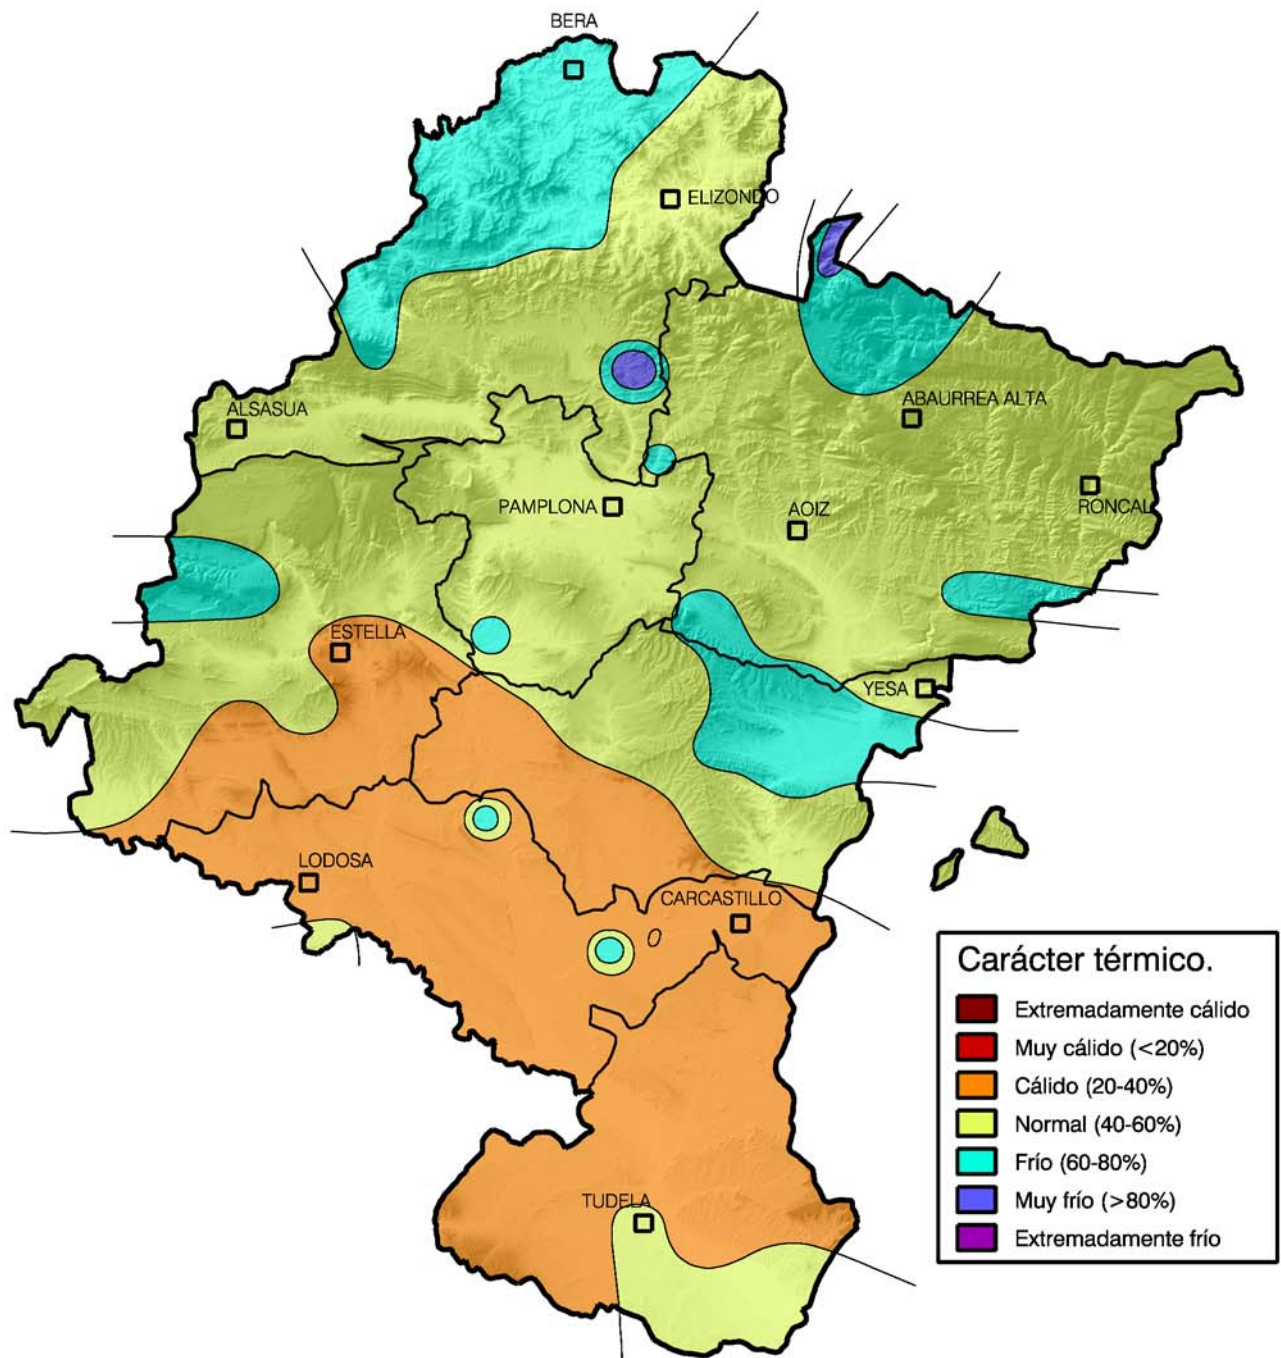 BERA
ELIZONDO
ALSASUA
ABAURREA ALTA
PAMPLONA
AOIZ
RONCAL
ESTELLA
YESA
LODOSA
CARCASTILLO
0
TUDELA
Carácter térmico.
Extremadamente cálido
Muy cálido (<20%)
Cálido (20-40%)
Normal (40-60%)
Frío (60-80%)
Muy frío (>80%)
Extremadamente frío